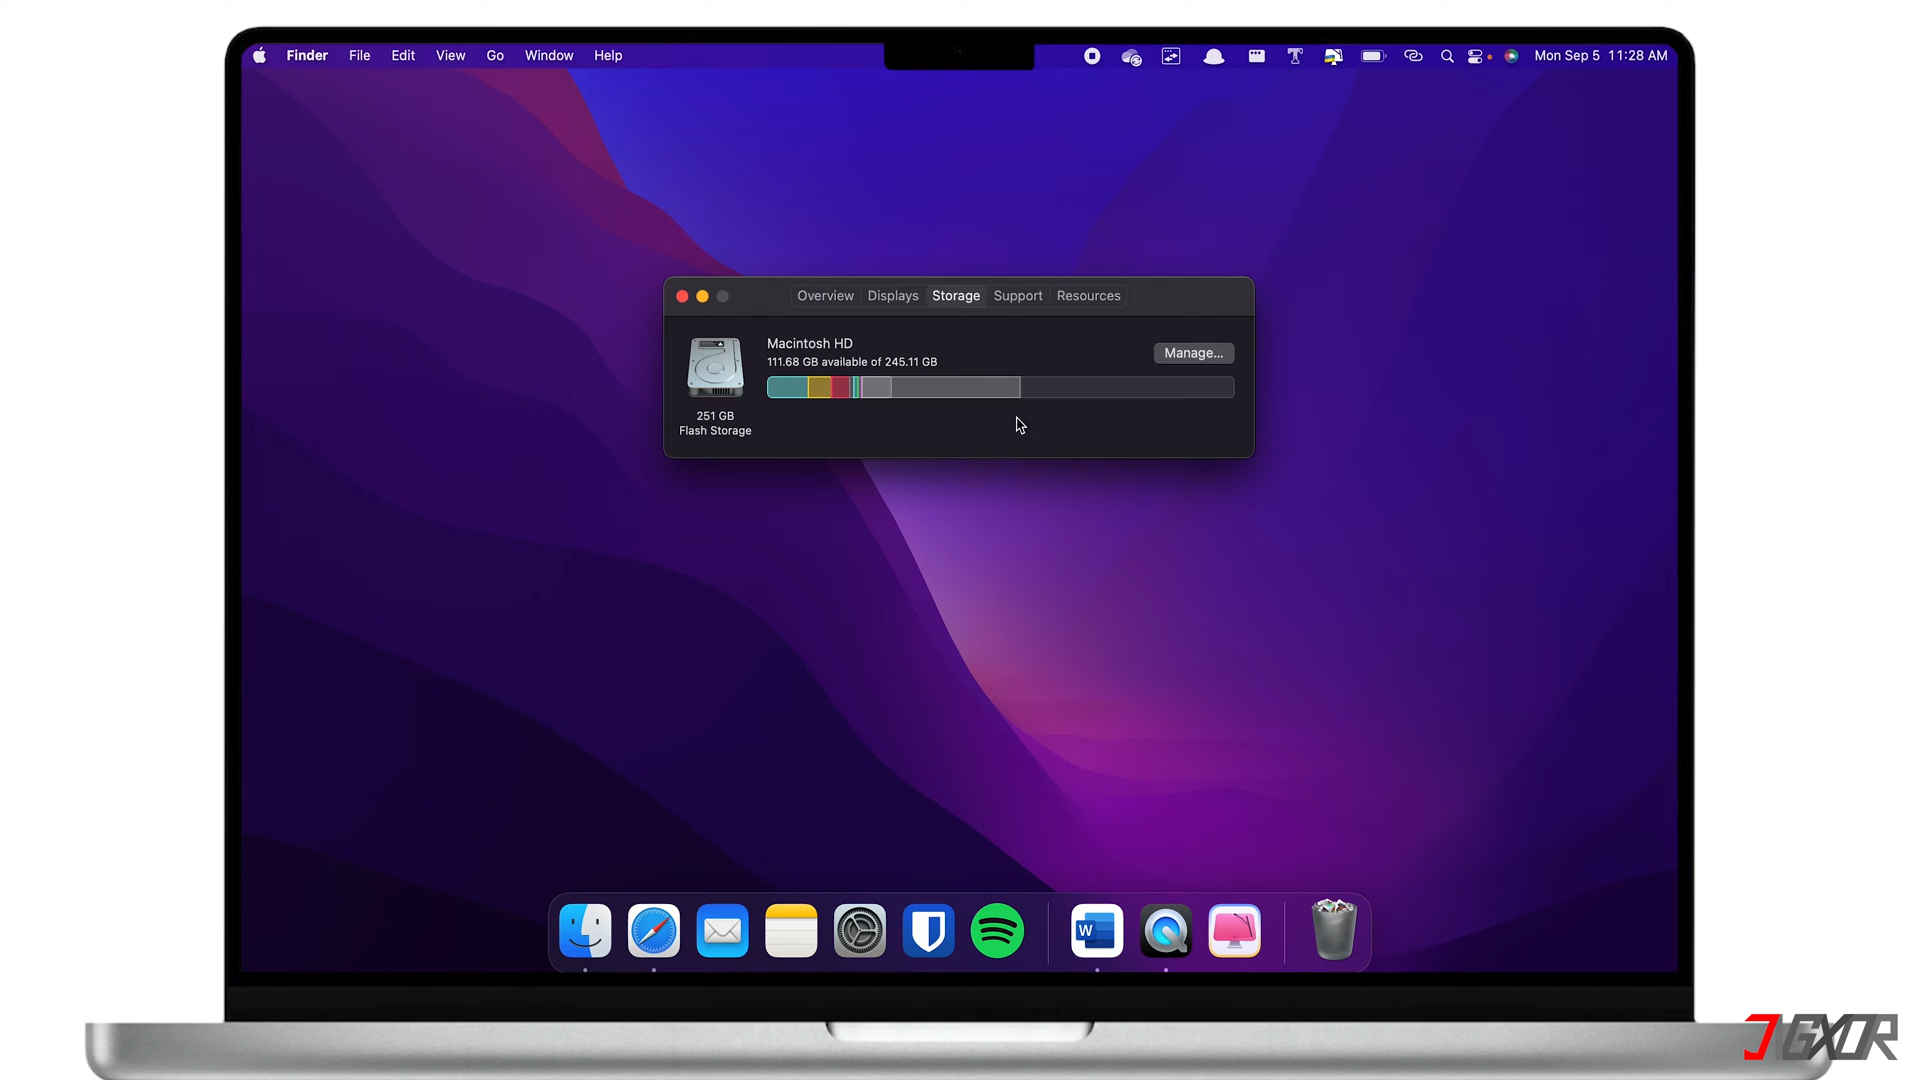 Finder File Edit View Go Window Help
Mon Sep 5 11:28 AM
Overview Displays Storage Support Resources
Macintosh HD
111.68 GB available of 245.11 GB
Manage...
251 GB
Flash Storage
W
JGXOR